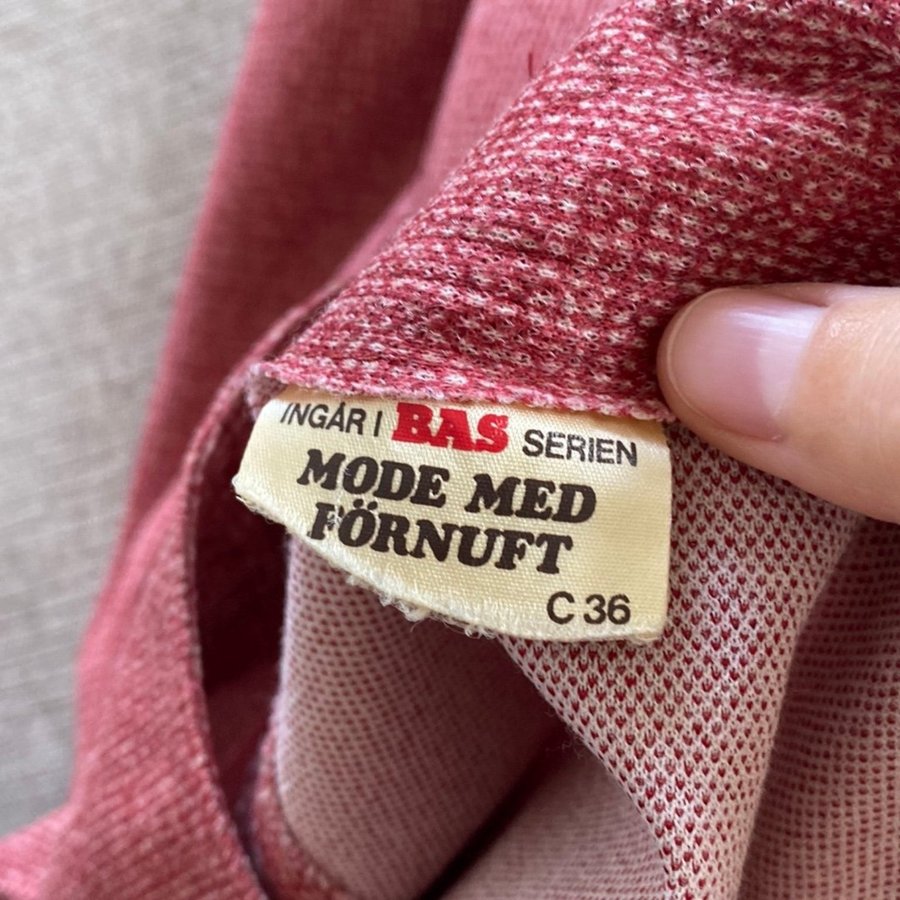 INGÅR I BAS SERIEN
MODE MED
FÖRNUFT
C 36